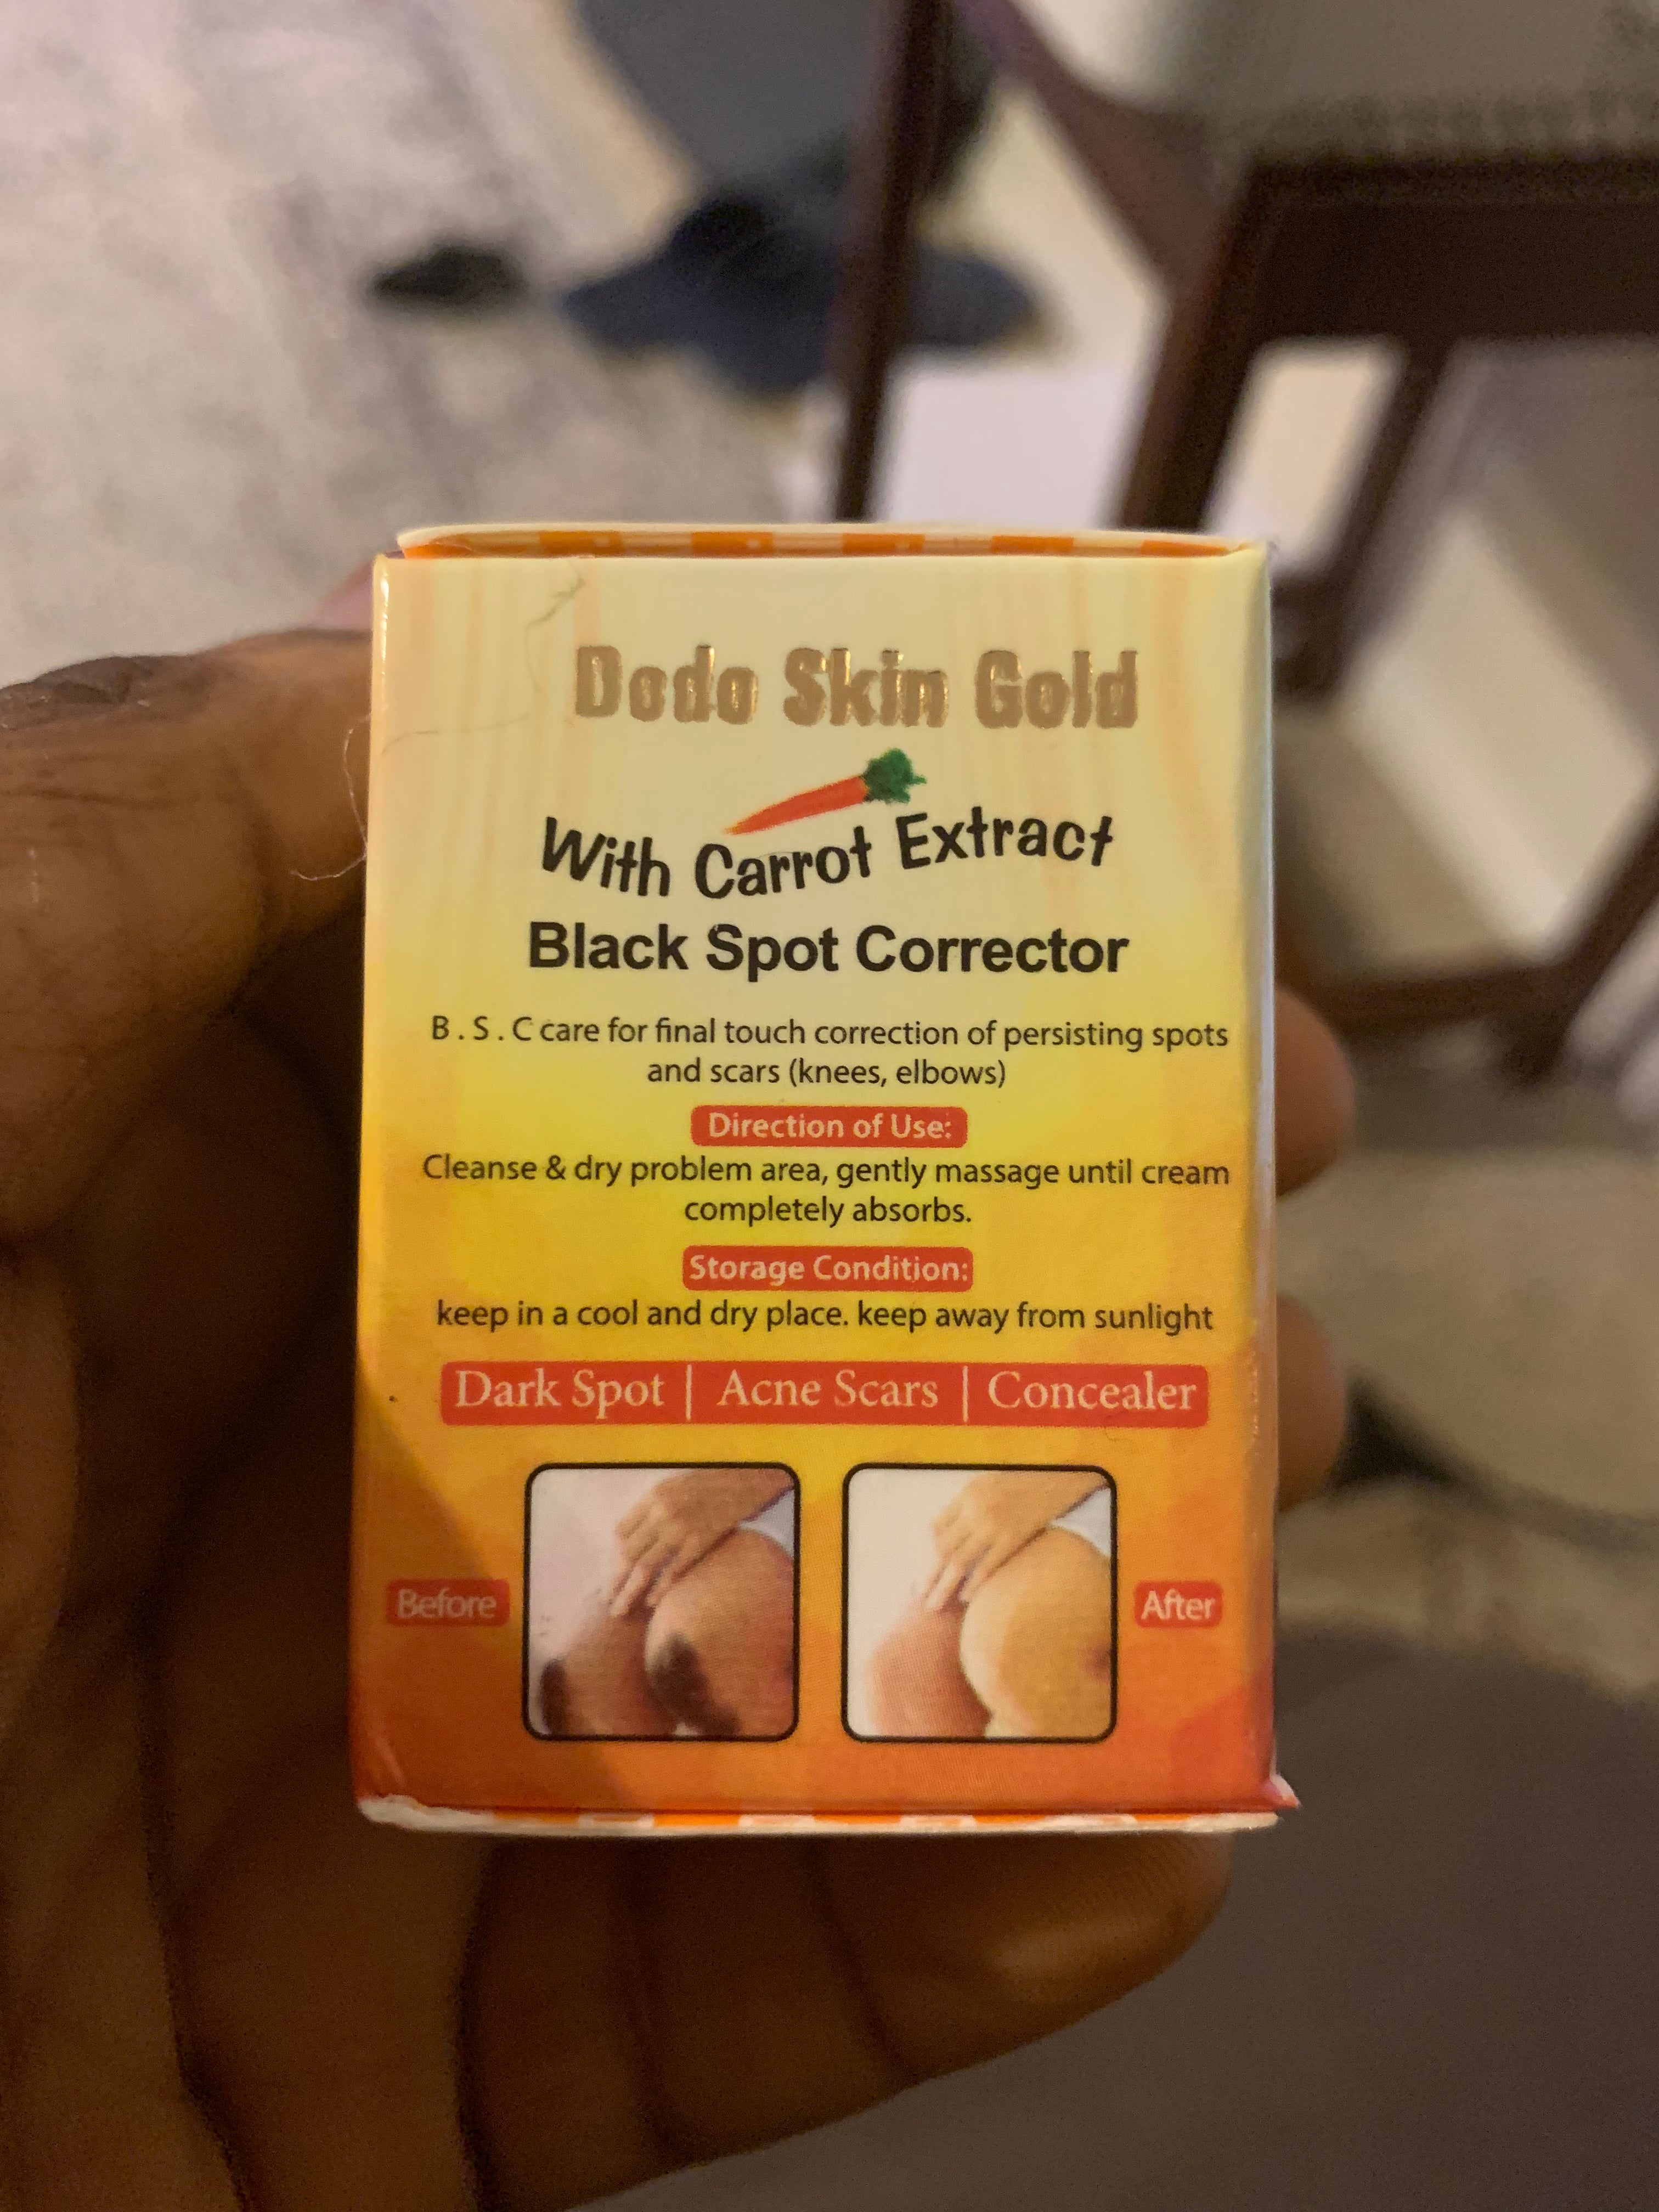 Dodo Skin Gold
With Carrot Extract
Black Spot Corrector
B . S . C care for final touch correction of persisting spots
and scars (knees, elbows)
Direction of Use:
Cleanse & dry problem area, gently massage until cream
completely absorbs.
Storage Condition:
keep in a cool and dry place. keep away from sunlight
Dark Spot | Acne Scars | Concealer
Before
After